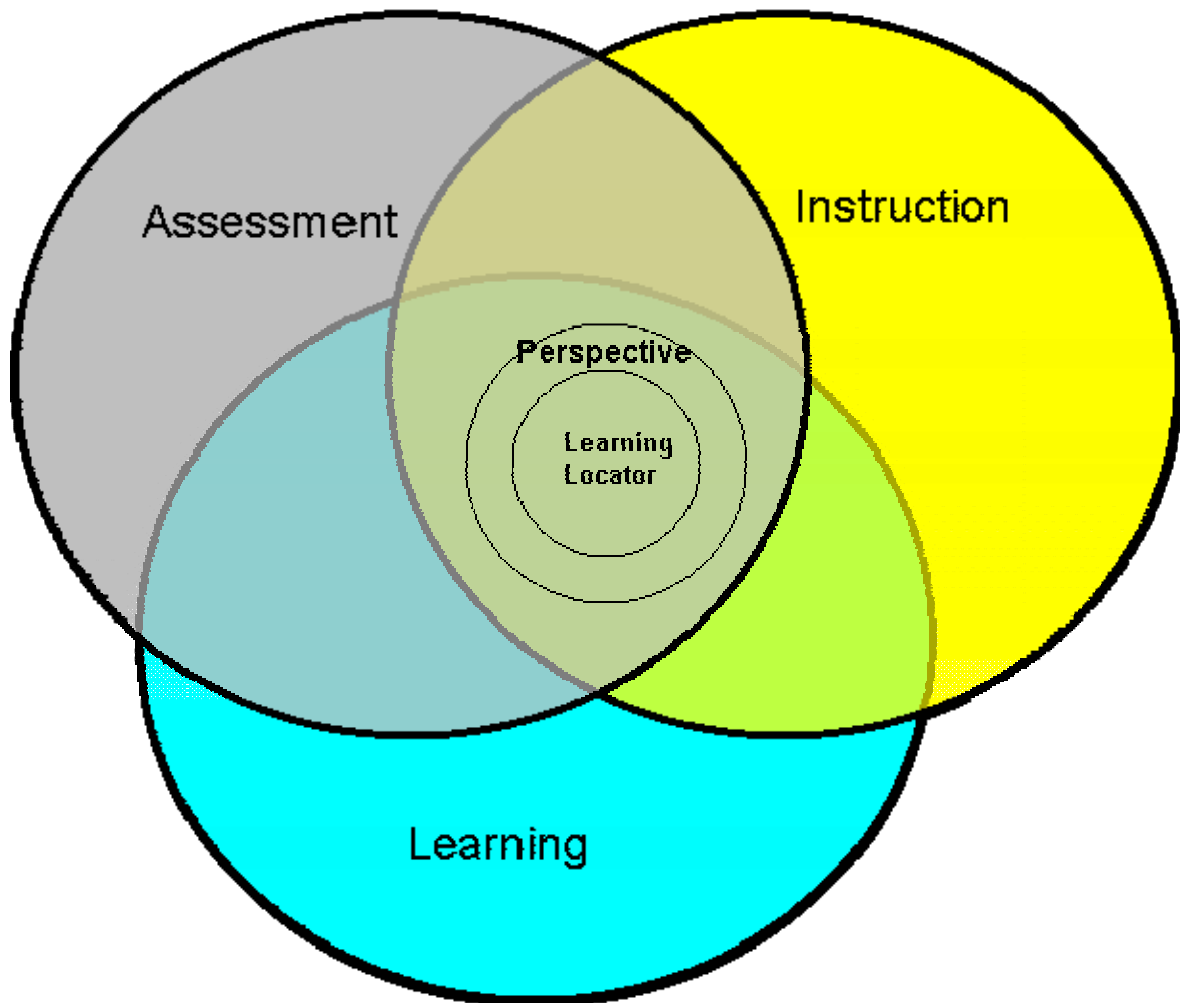 Assessment
Instruction
Perspective
Learning
Locator
Learning